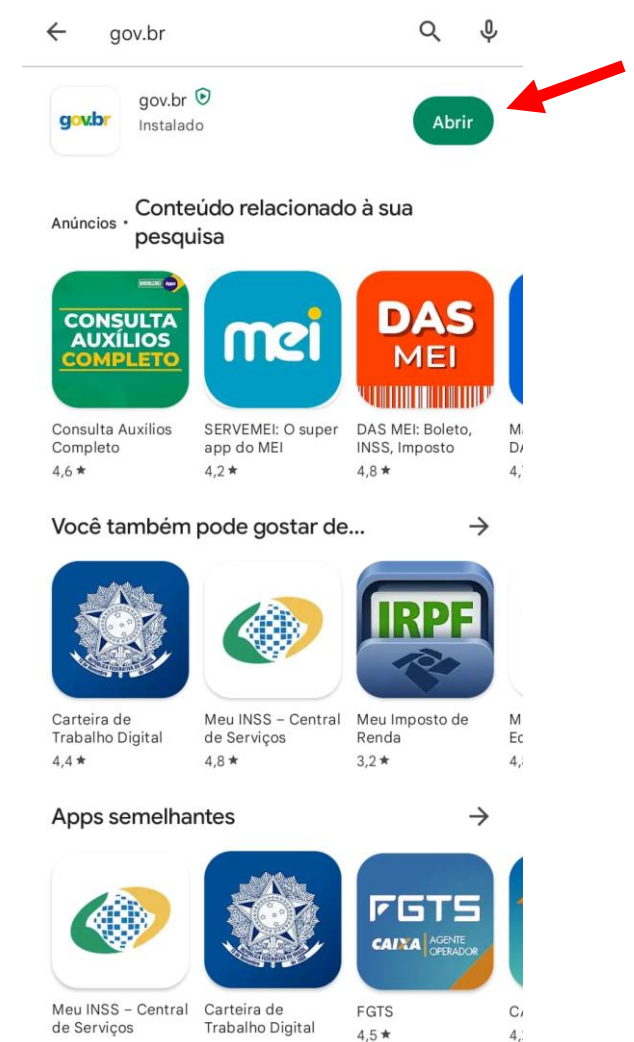 gov.br
gov.br
gov.br
Instalado
Abrir
Anúncios •
Conteúdo relacionado à sua
pesquisa
CONSULTA
AUXÍLIOS
COMPLETO
mei
DAS
MEI
Consulta Auxílios
Completo
4,6 ★
SERVEMEI: O super
app do MEI
4,2 ★
DAS MEI: Boleto,
INSS, Imposto
4,8 ★
Você também pode gostar de...
IRPF
Carteira de
Trabalho Digital
4,4 ★
Meu INSS – Central
de Serviços
4,8 ★
Meu Imposto de
Renda
3,2 ★
Apps semelhantes
FGTS
CAIXA AGENTE
OPERADOR
Meu INSS – Central
de Serviços
Carteira de
Trabalho Digital
FGTS
4,5 ★